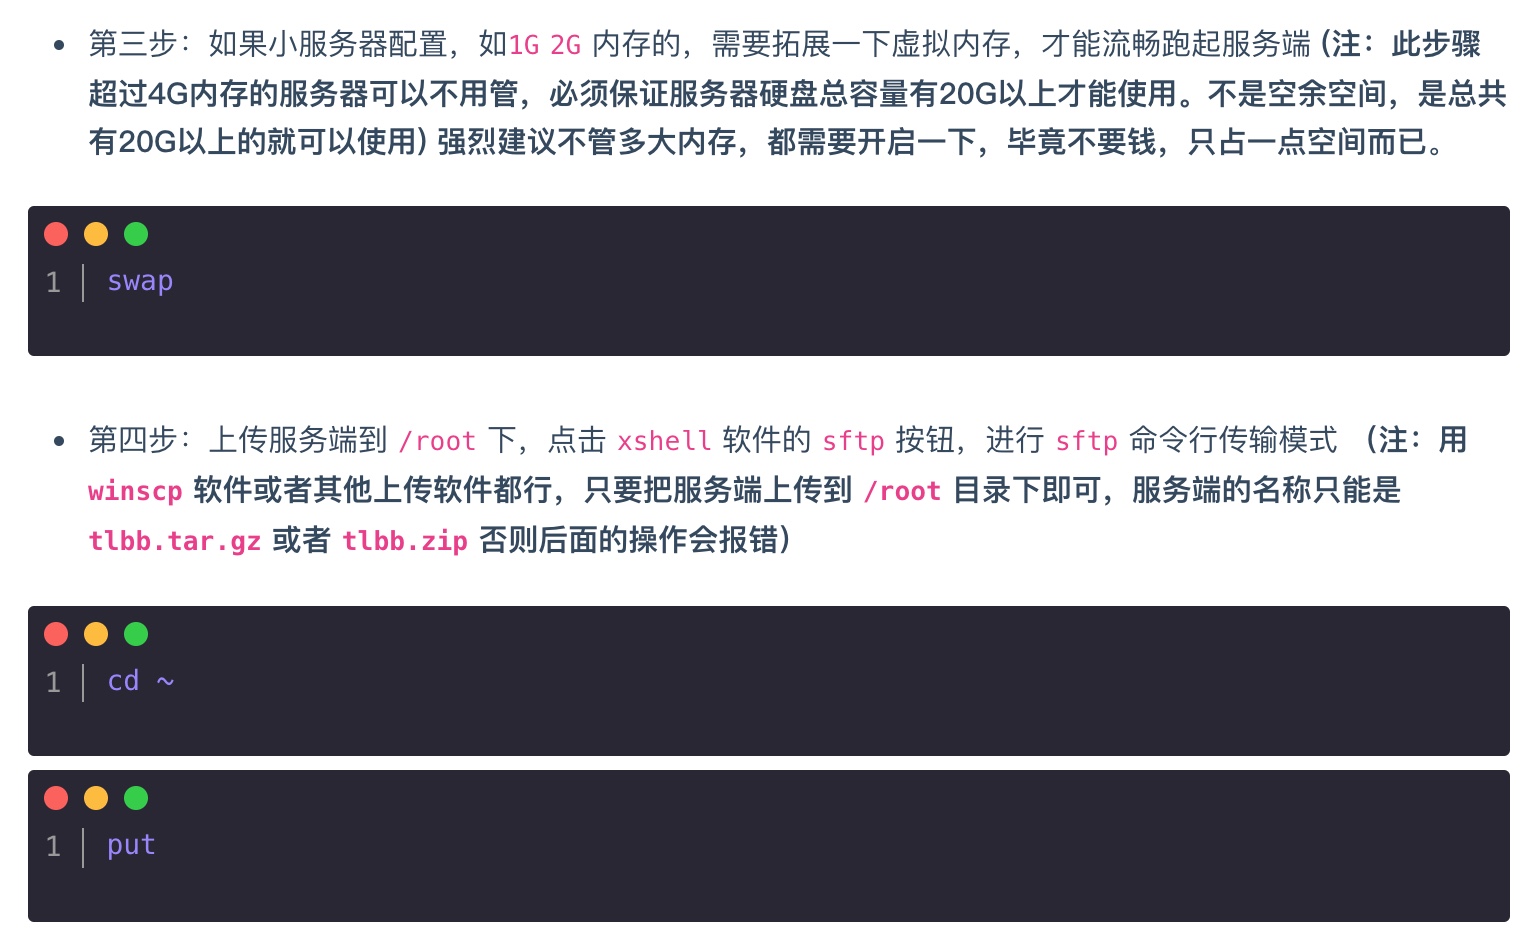 第三步：如果小服务器配置，如1G 2G 内存的，需要拓展一下虚拟内存，才能流畅跑起服务端 (注：此步骤
超过4G内存的服务器可以不用管，必须保证服务器硬盘总容量有20G以上才能使用。不是空余空间，是总共
有20G以上的就可以使用) 强烈建议不管多大内存，都需要开启一下，毕竟不要钱，只占一点空间而已。
1 swap
第四步：上传服务端到 /root 下，点击 xshell 软件的 sftp 按钮，进行 sftp 命令行传输模式 （注：用
winscp 软件或者其他上传软件都行，只要把服务端上传到 /root 目录下即可，服务端的名称只能是
tlbb.tar.gz 或者 tlbb.zip 否则后面的操作会报错）
1 cd ~
1 put